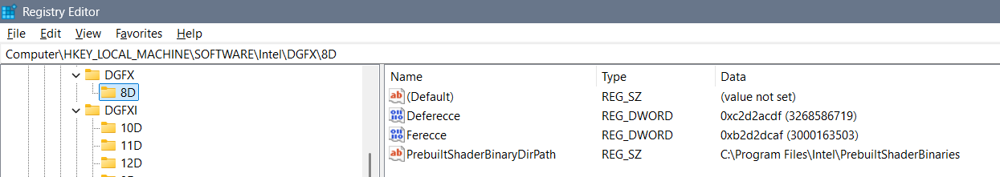 Registry Editor
File Edit View Favorites Help
Computer\HKEY_LOCAL_MACHINE\SOFTWARE\Intel\DGFX\8D
DGFX
8D
DGFXI
10D
11D
12D
Name Type Data
(Default) REG_SZ (value not set)
Deferecce REG_DWORD 0xc2d2acdf (3268586719)
Ferecce REG_DWORD 0xb2d2dcaf (3000163503)
PrebuiltShaderBinaryDirPath REG_SZ C:\Program Files\Intel\PrebuiltShaderBinaries